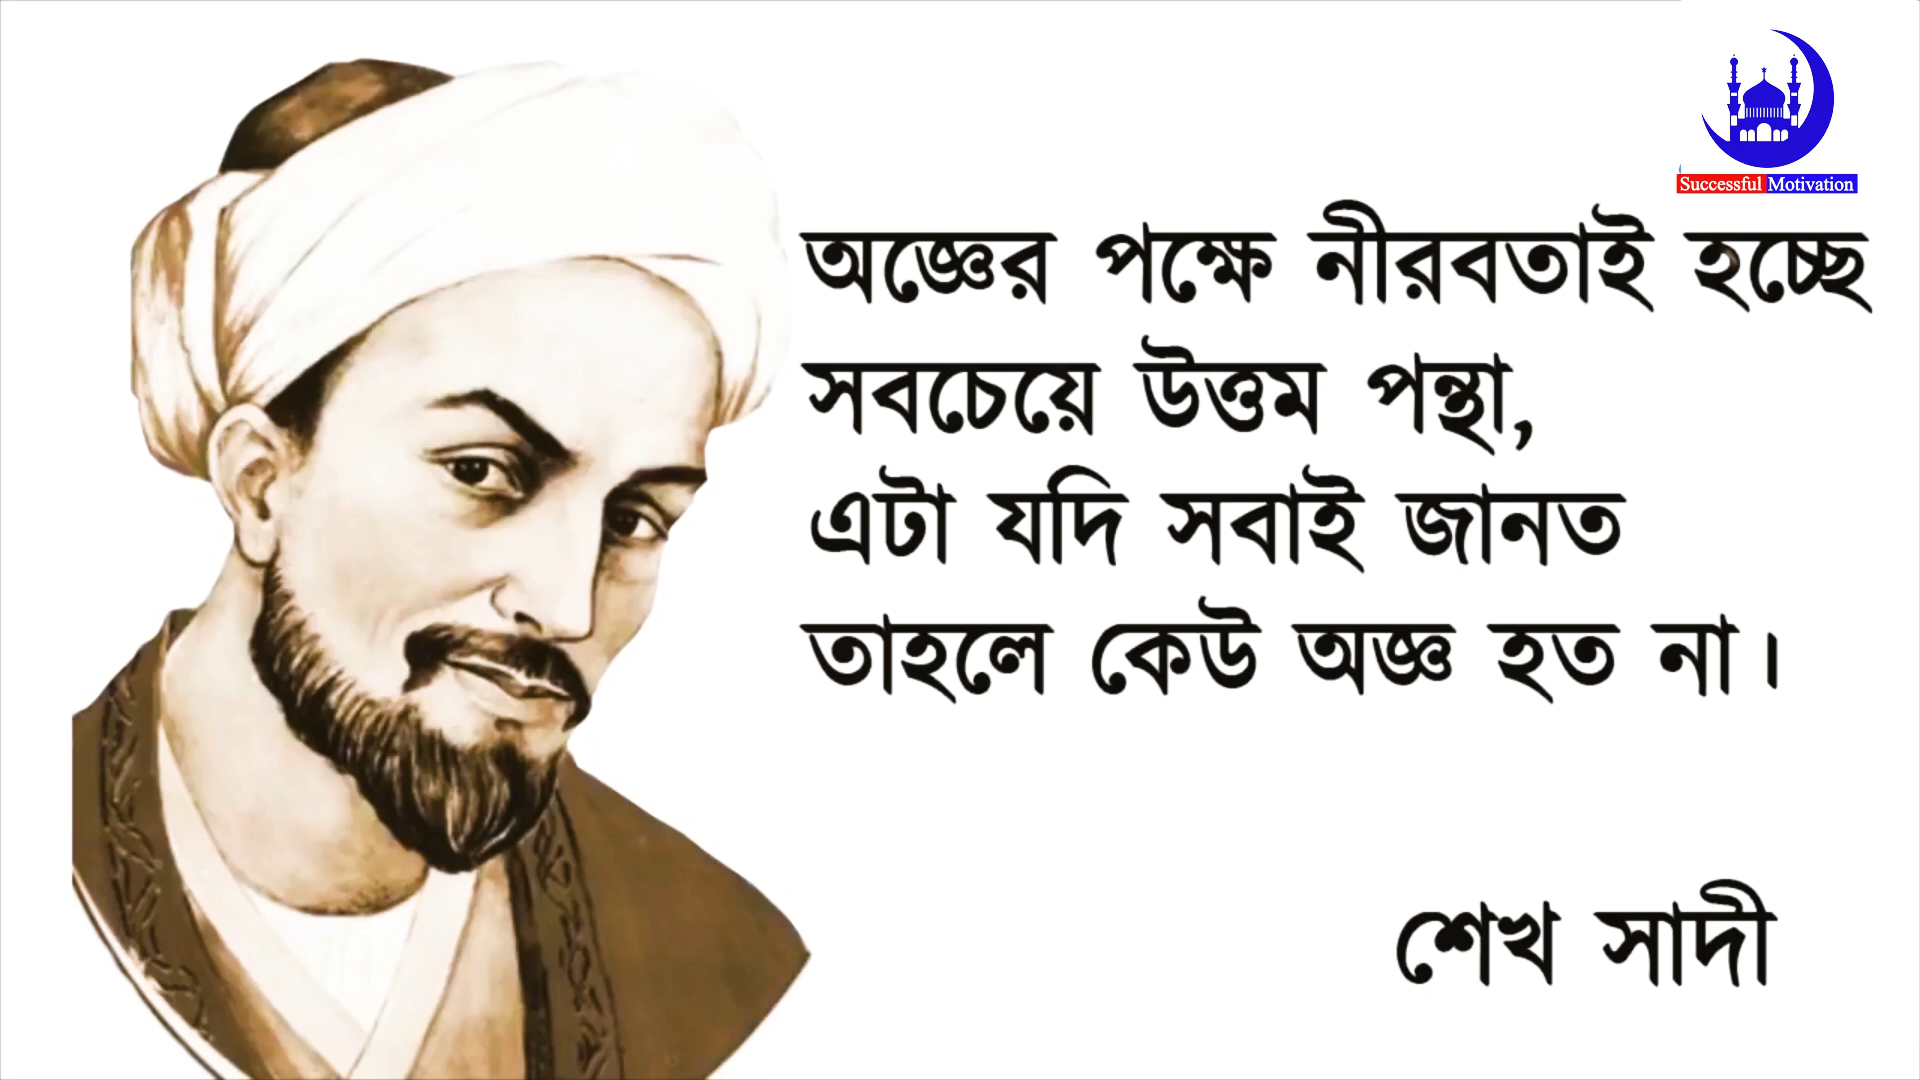 Successful Motivation
অজ্ঞের পক্ষে নীরবতাই হচ্ছে
সবচেয়ে উত্তম পন্থা,
এটা যদি সবাই জানত
তাহলে কেউ অজ্ঞ হত না।
শেখ সাদী